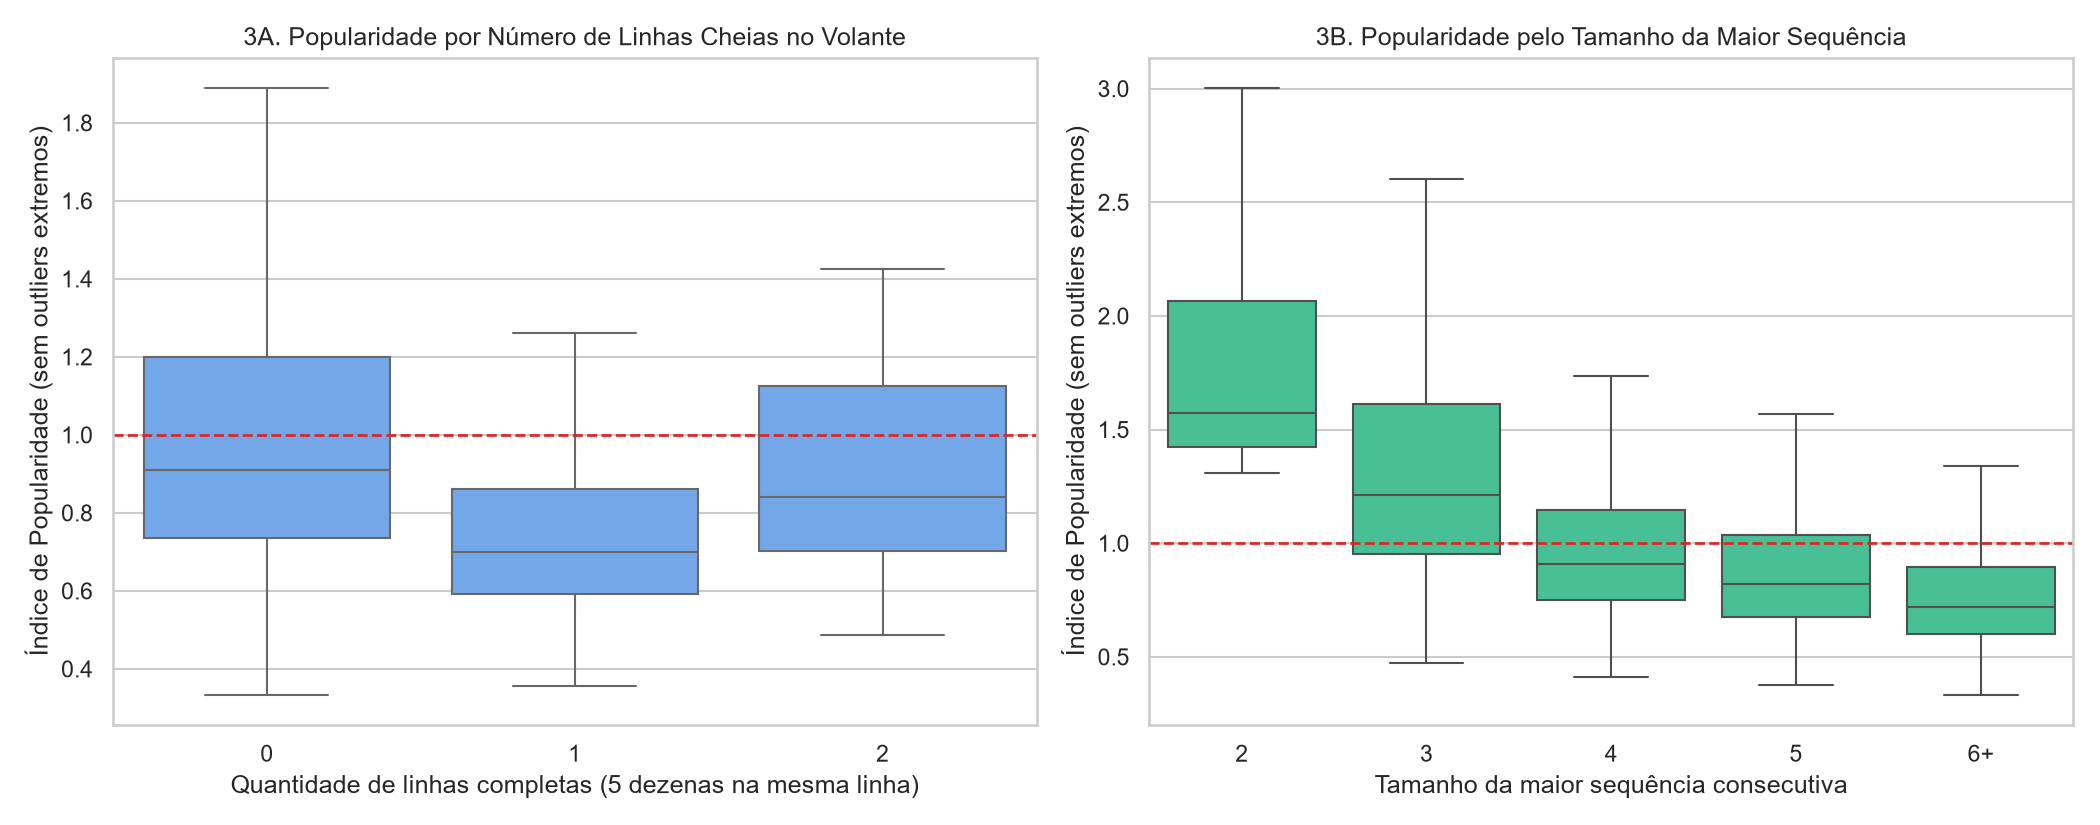 3A. Popularidade por Número de Linhas Cheias no Volante
Índice de Popularidade (sem outliers extremos)
1.8
1.6
1.4
1.2
1.0
0.8
0.6
0.4
0 1 2
Quantidade de linhas completas (5 dezenas na mesma linha)
3B. Popularidade pelo Tamanho da Maior Sequência
Índice de Popularidade (sem outliers extremos)
3.0
2.5
2.0
1.5
1.0
0.5
2 3 4 5 6+
Tamanho da maior sequência consecutiva